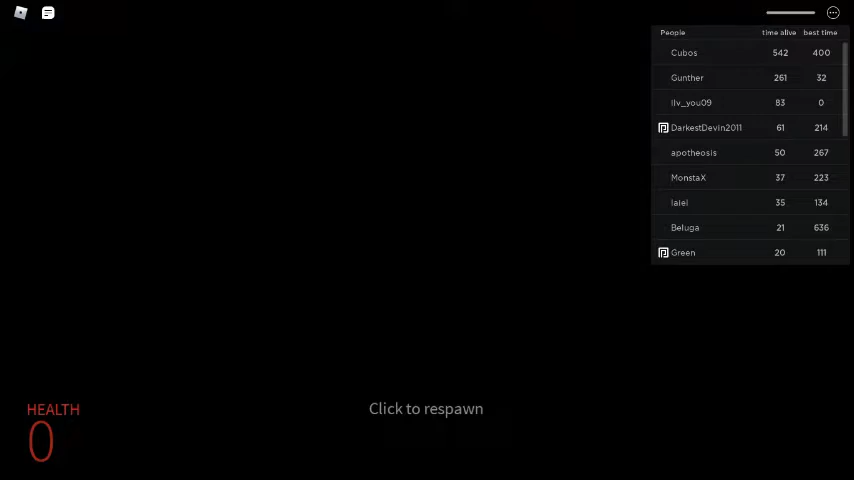 People time alive best time
Cubos 542 400
Gunther 261 32
llv_you09 83 0
DarkestDevin2011 61 214
apotheosis 50 267
MonstaX 37 223
laiel 35 134
Beluga 21 636
Green 20 111
Click to respawn
HEALTH
0